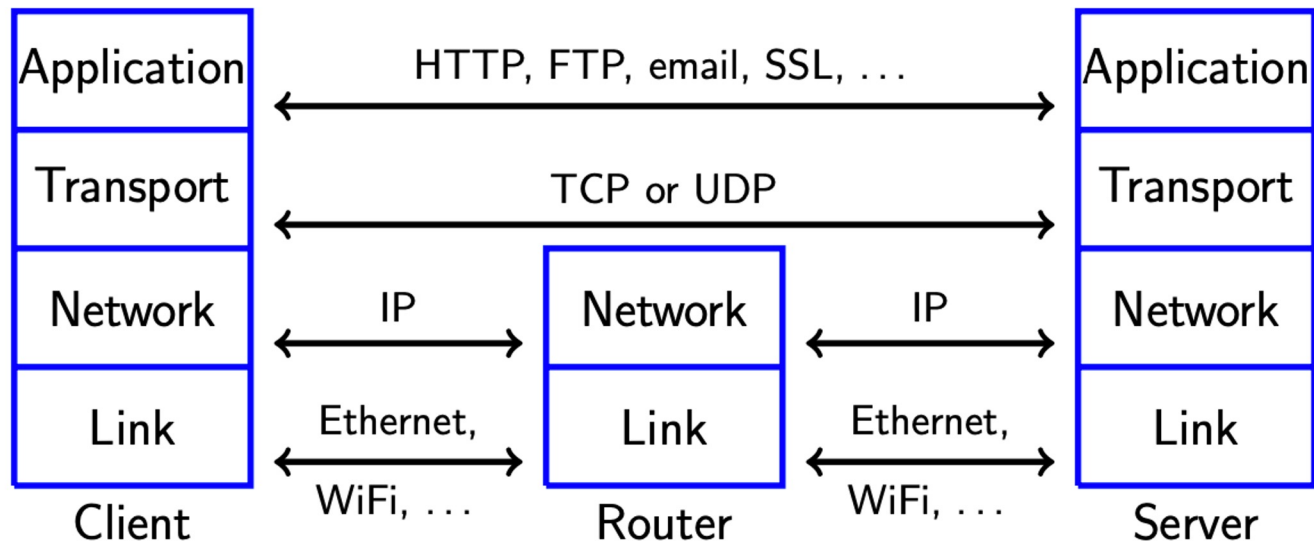 Application
HTTP, FTP, email, SSL, ...
Application
Transport
TCP or UDP
Transport
Network
IP
Network
IP
Network
Link
Ethernet,
WiFi, ...
Link
Ethernet,
WiFi, ...
Link
Client
Router
Server